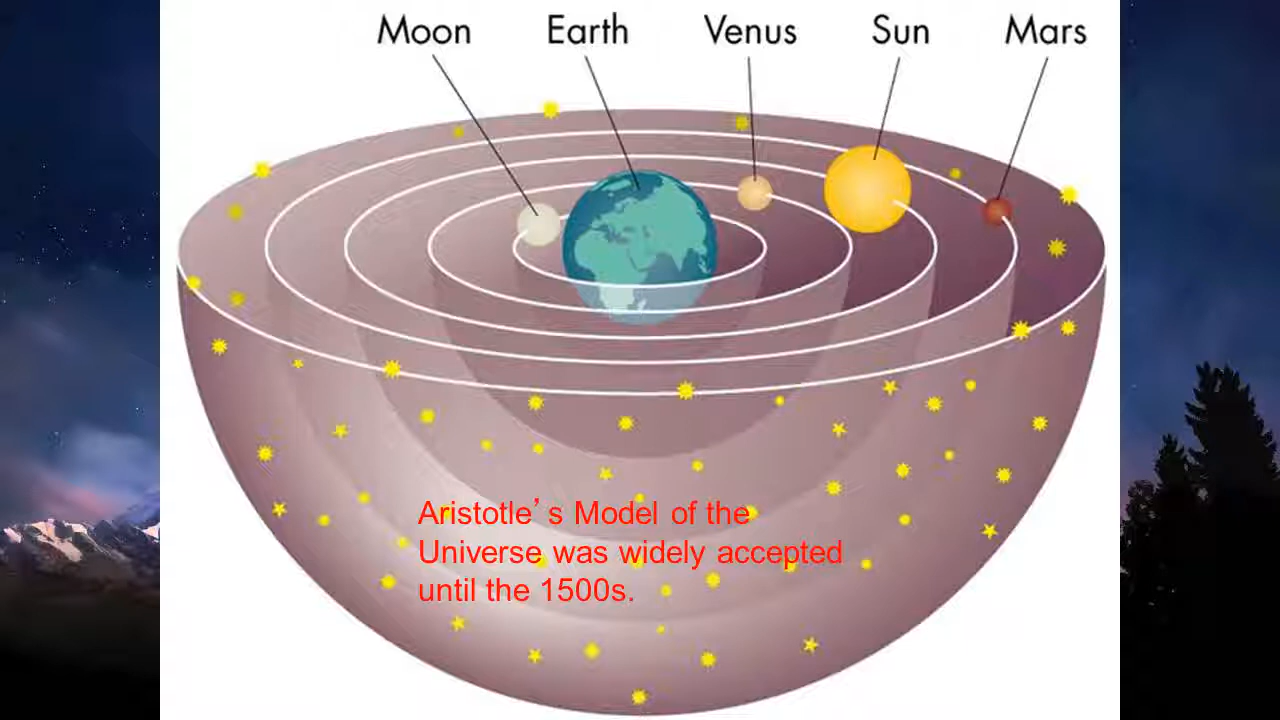 Moon Earth Venus Sun Mars
Aristotle’s Model of the
Universe was widely accepted
until the 1500s.